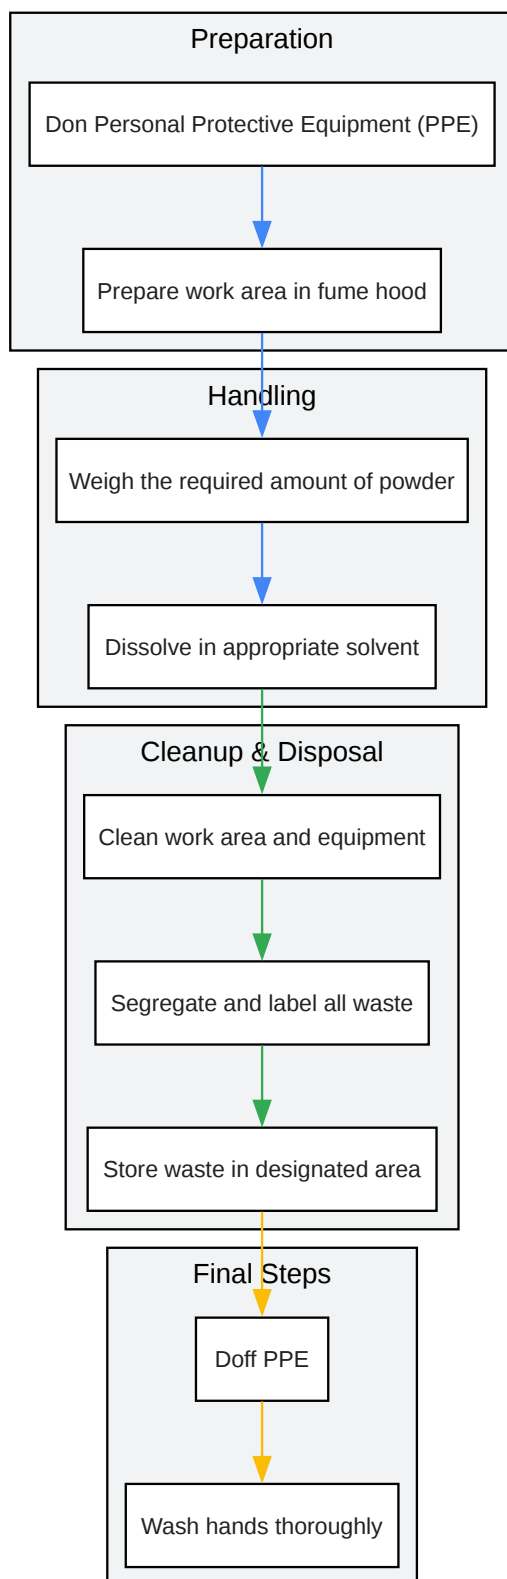 Preparation
Don Personal Protective Equipment (PPE)
Prepare work area in fume hood
Handling
Weigh the required amount of powder
Dissolve in appropriate solvent
Cleanup & Disposal
Clean work area and equipment
Segregate and label all waste
Store waste in designated area
Final Steps
Doff PPE
Wash hands thoroughly